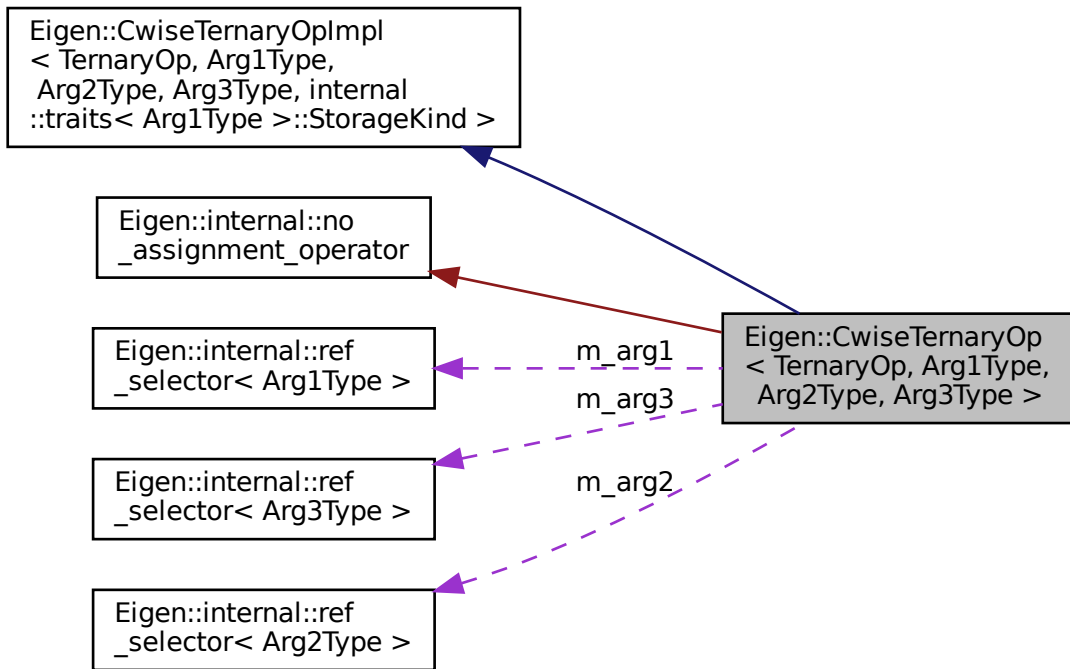 Eigen::CwiseTernaryOpImpl
< TernaryOp, Arg1Type,
 Arg2Type, Arg3Type, internal
::traits< Arg1Type >::StorageKind >
Eigen::internal::no
_assignment_operator
Eigen::internal::ref
_selector< Arg1Type >
m_arg1
Eigen::CwiseTernaryOp
< TernaryOp, Arg1Type,
 Arg2Type, Arg3Type >
m_arg3
Eigen::internal::ref
_selector< Arg3Type >
m_arg2
Eigen::internal::ref
_selector< Arg2Type >